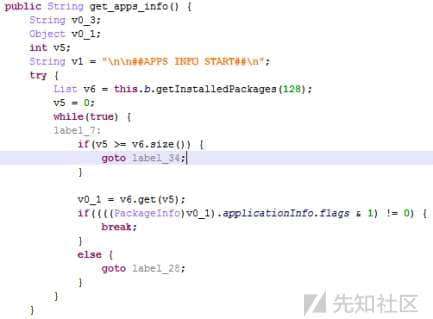 public String get_apps_info() {
    String v0_3;
    Object v0_1;
    int v5;
    String v1 = "\n\n##APPS INFO START##\n";
    try {
        List v6 = this.b.getInstalledPackages(128);
        v5 = 0;
        while(true) {
        label_7:
            if(v5 >= v6.size()) {
                goto label_34;
            }

            v0_1 = v6.get(v5);
            if((((PackageInfo)v0_1).applicationInfo.flags & 1) != 0) {
                break;
            }
            else {
                goto label_28;
            }
        }
    }
先知社区